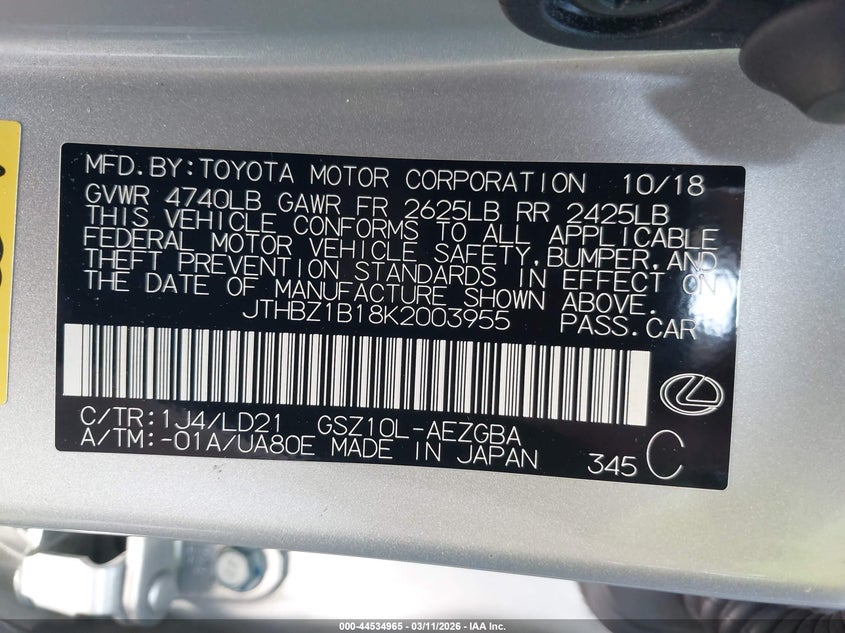 MFD.BY:TOYOTA MOTOR CORPORATION 10/18
GVWR 4740LB GAWR FR 2625LB RR 2425LB
THIS VEHICLE CONFORMS TO ALL APPLICABLE
FEDERAL MOTOR VEHICLE SAFETY,BUMPER,AND
THEFT PREVENTION STANDARDS IN EFFECT ON
THE DATE OF MANUFACTURE SHOWN ABOVE.
JTHBZ1B18K2003955 PASS.CAR
C/TR:1J4/LD21 GSZ10L-AEZGBA
A/TM:-01A/UA80E MADE IN JAPAN 345 C
000-44534965 - 03/11/2026 - IAA Inc.